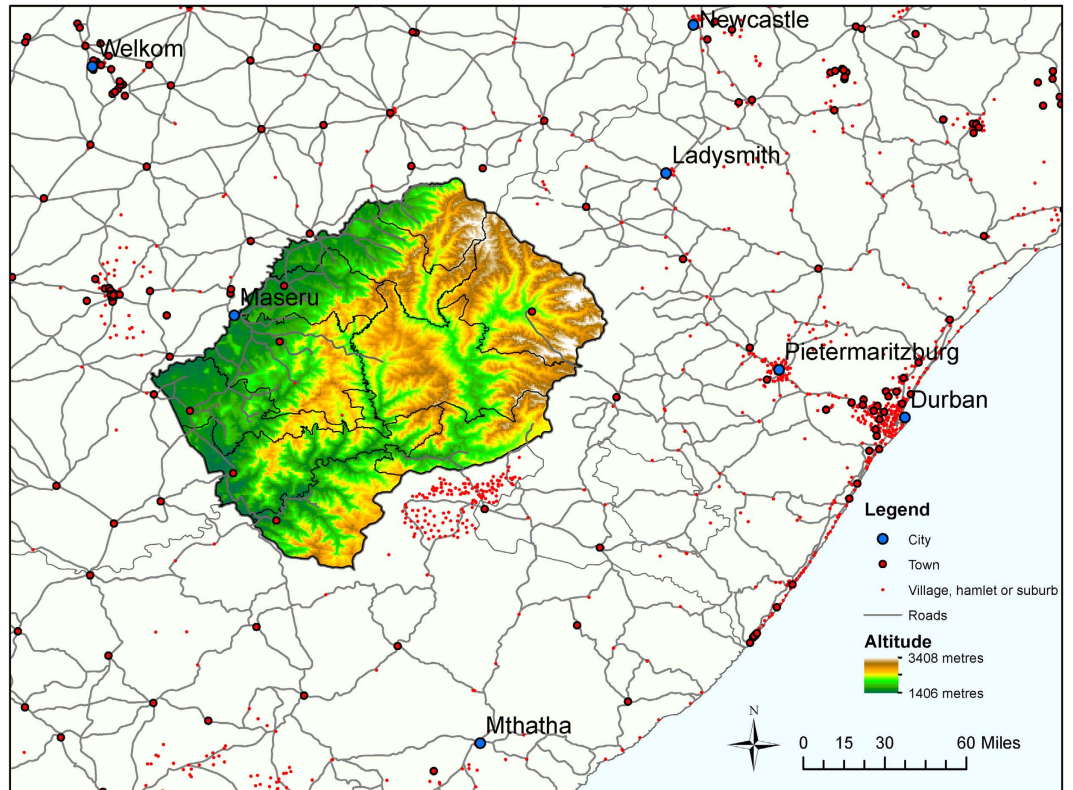 Newcastle
Welkom
Ladysmith
Maseru
Pietermaritzburg
Durban
Legend
City
Town
Village, hamlet or suburb
Roads
Altitude
3408 metres
1406 metres
Mthatha
N
0 15 30 60 Miles